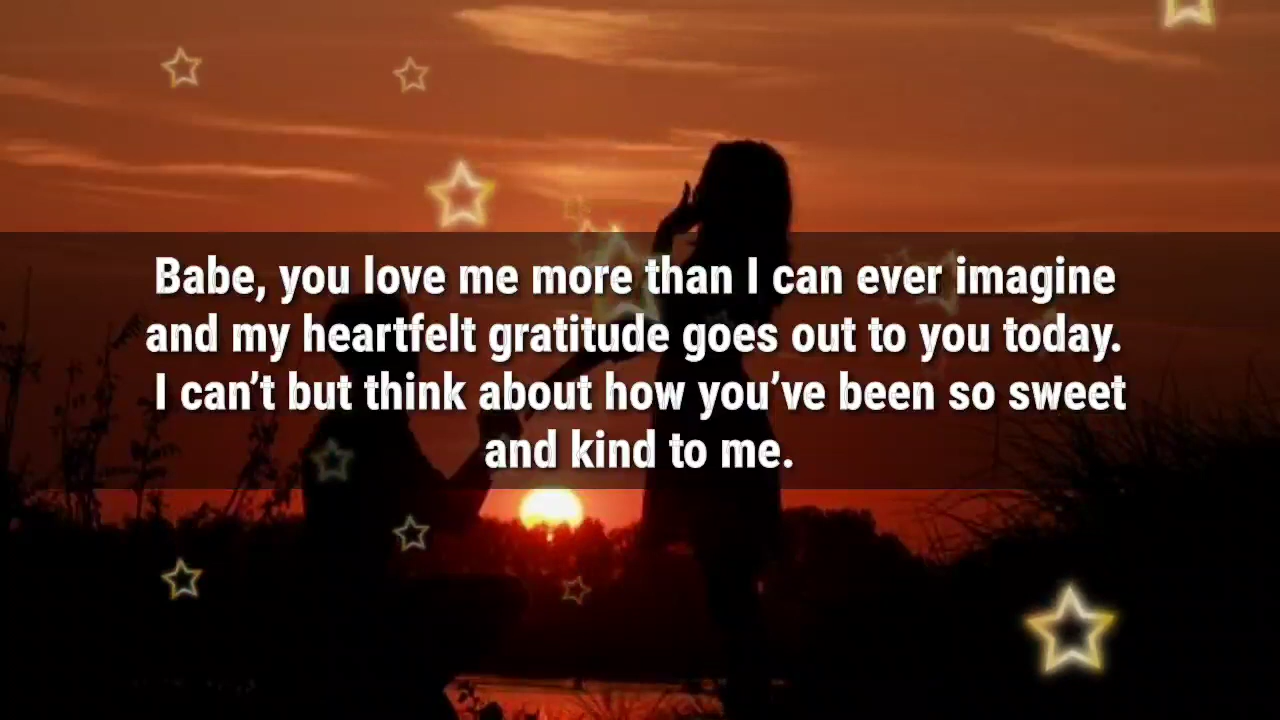 Babe, you love me more than I can ever imagine
and my heartfelt gratitude goes out to you today.
I can’t but think about how you’ve been so sweet
and kind to me.